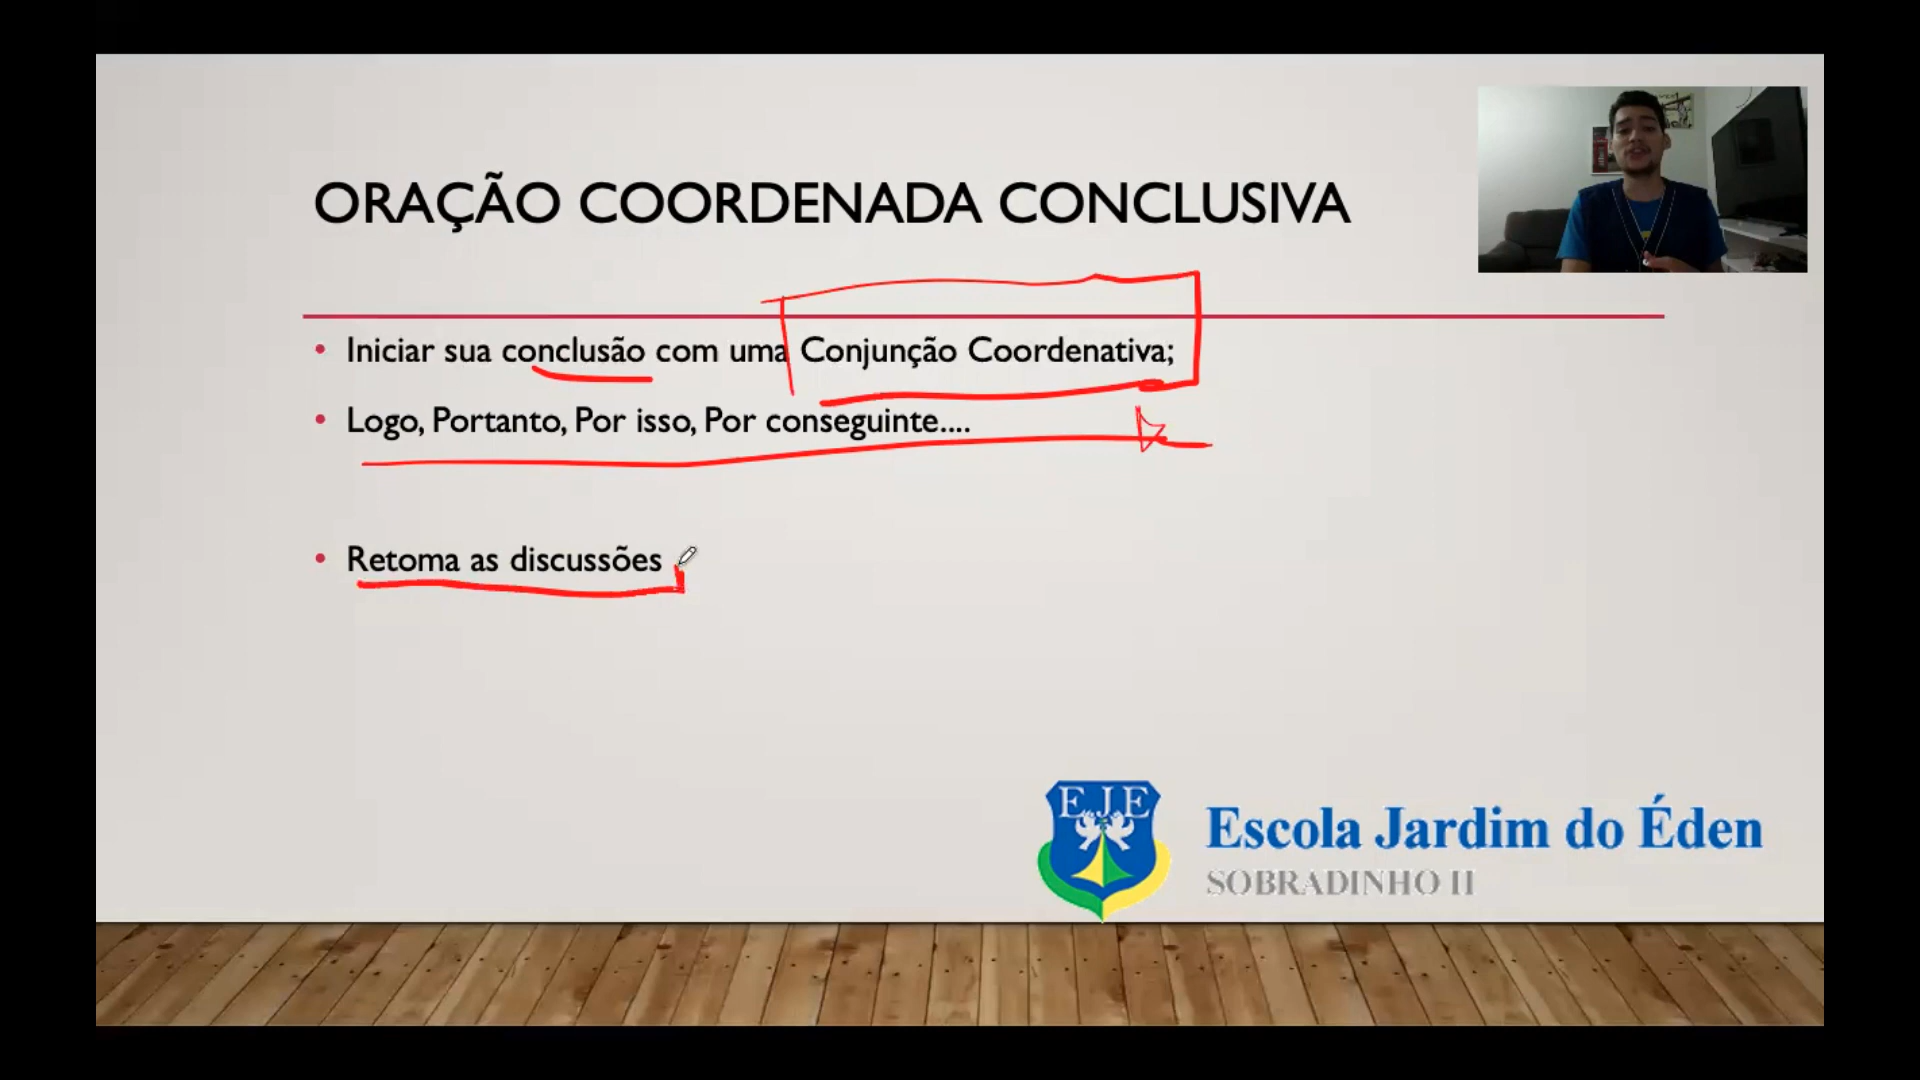 ORAÇÃO COORDENADA CONCLUSIVA
• Iniciar sua conclusão com uma Conjunção Coordenativa;
• Logo, Portanto, Por isso, Por conseguinte....
• Retoma as discussões
EJE
Escola Jardim do Éden
SOBRADINHO II